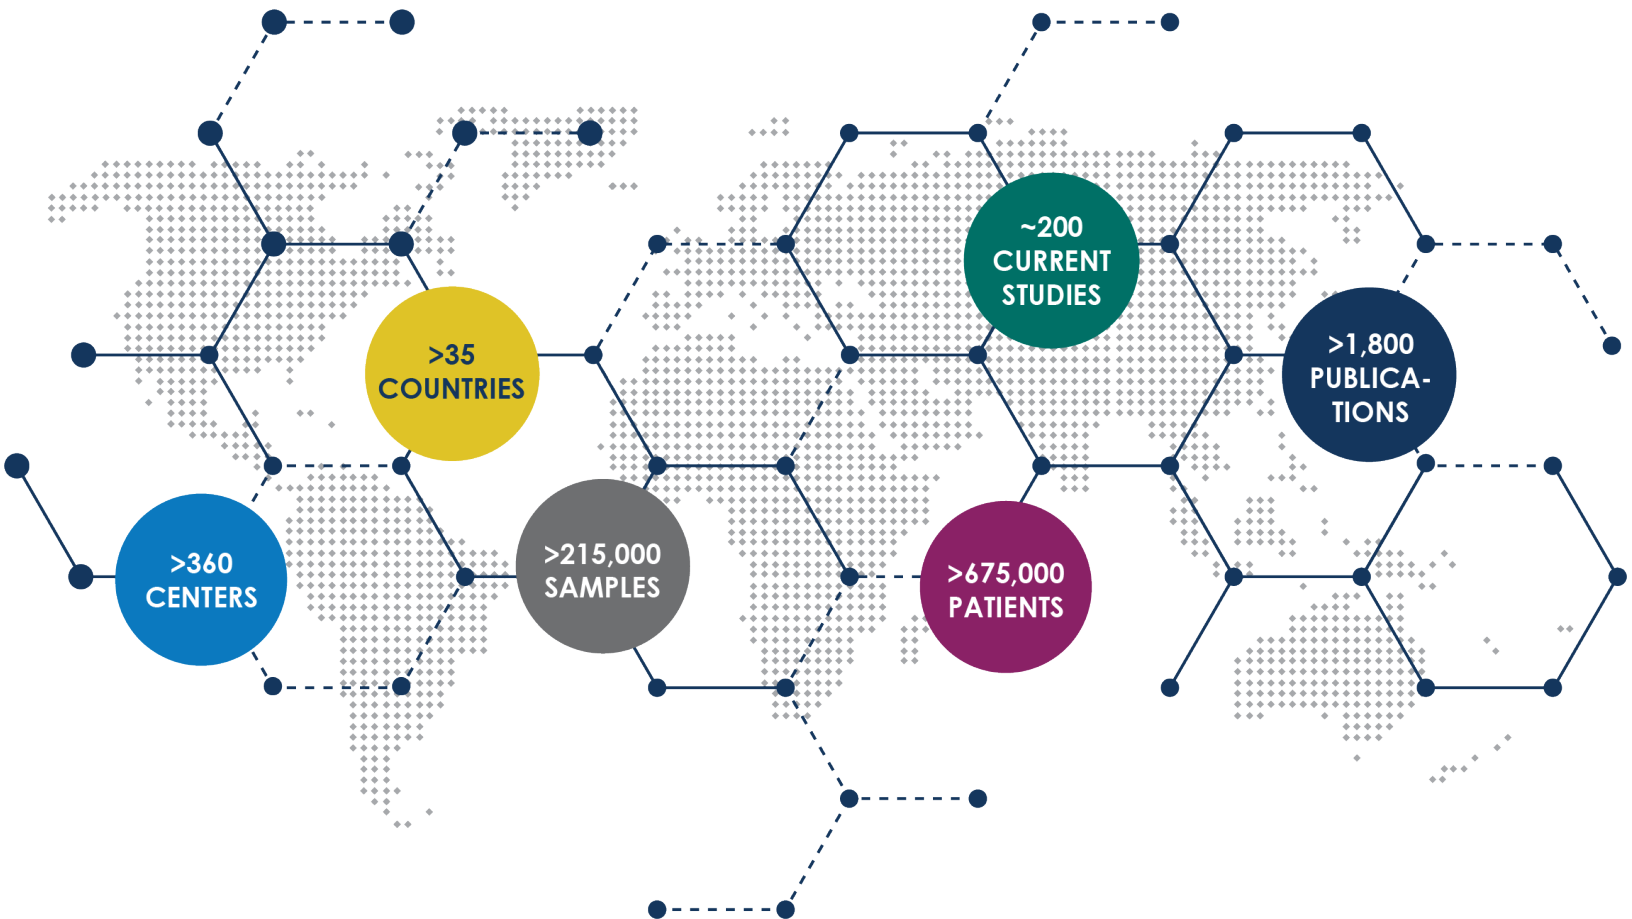 ~200
CURRENT
STUDIES
>35
COUNTRIES
>1,800
PUBLICA-
TIONS
>360
CENTERS
>215,000
SAMPLES
>675,000
PATIENTS